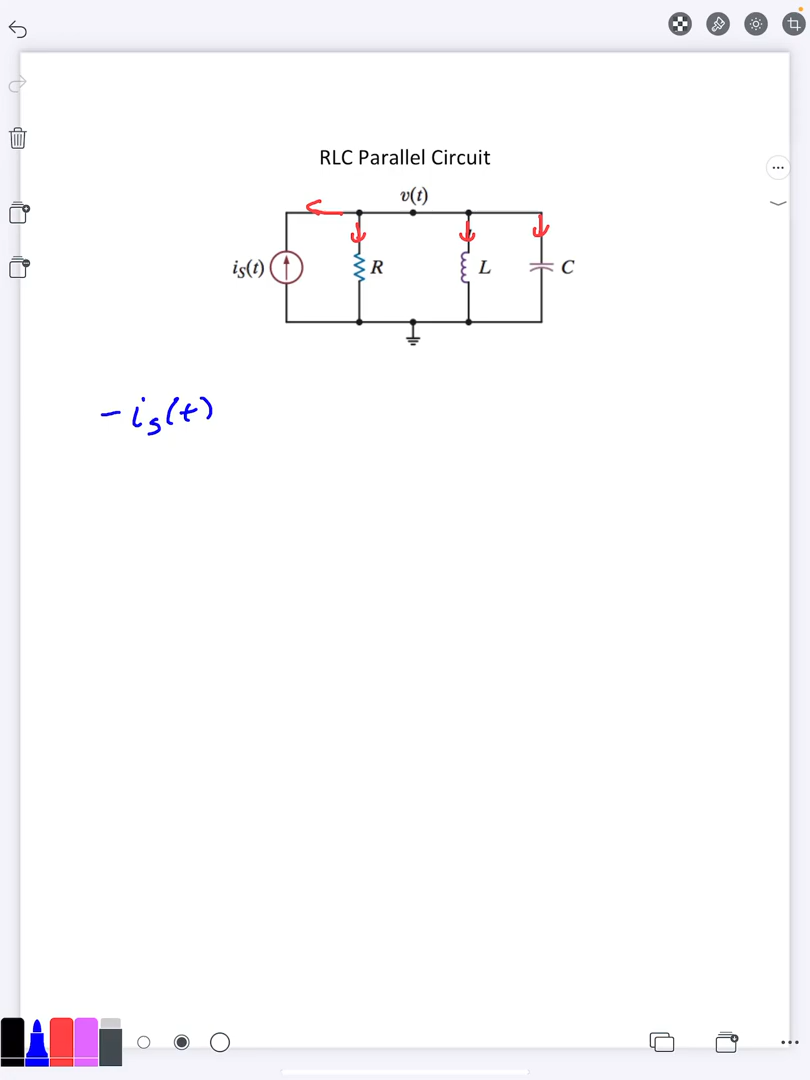 RLC Parallel Circuit
v(t)
iS(t) R L C
- is(t)